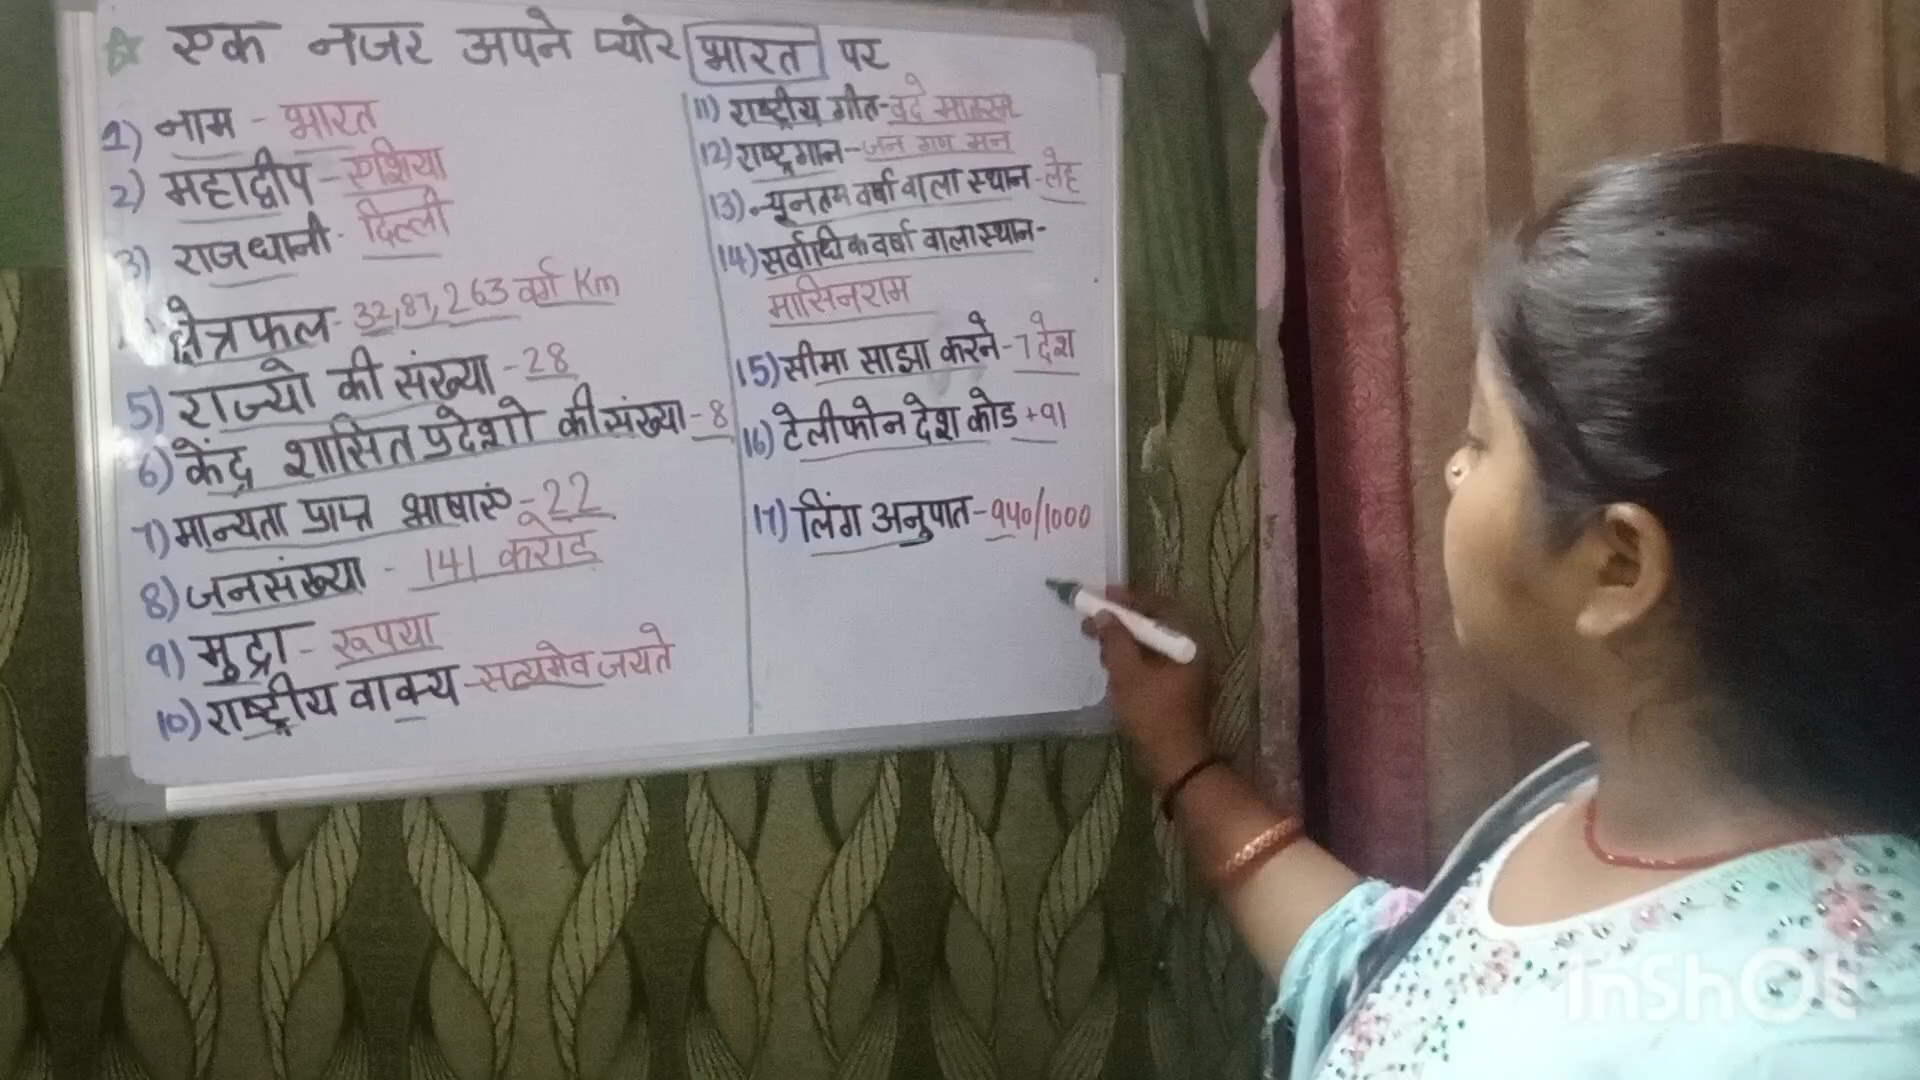 एक नजर अपने प्यारे भारत पर
1) नाम - भारत
2) महाद्वीप - एशिया
3) राजधानी - दिल्ली
क्षेत्रफल - 32,87,263 वर्ग Km
5) राज्यो की संख्या - 28
6) केंद्र शासित प्रदेशो की संख्या - 8
7) मान्यता प्राप्त भाषाएं - 22
8) जनसंख्या - 141 करोड
9) मुद्रा - रूपया
10) राष्ट्रीय वाक्य - सत्यमेव जयते
11) राष्ट्रीय गीत - वंदे मातरम
12) राष्ट्रगान - जन गण मन
13) न्यूनतम वर्षा वाला स्थान - लेह
14) सर्वाधिक वर्षा वाला स्थान -
मासिनराम
15) सीमा साझा करने - 7 देश
16) टेलीफोन देश कोड +91
17) लिंग अनुपात - 940/1000
InShOt